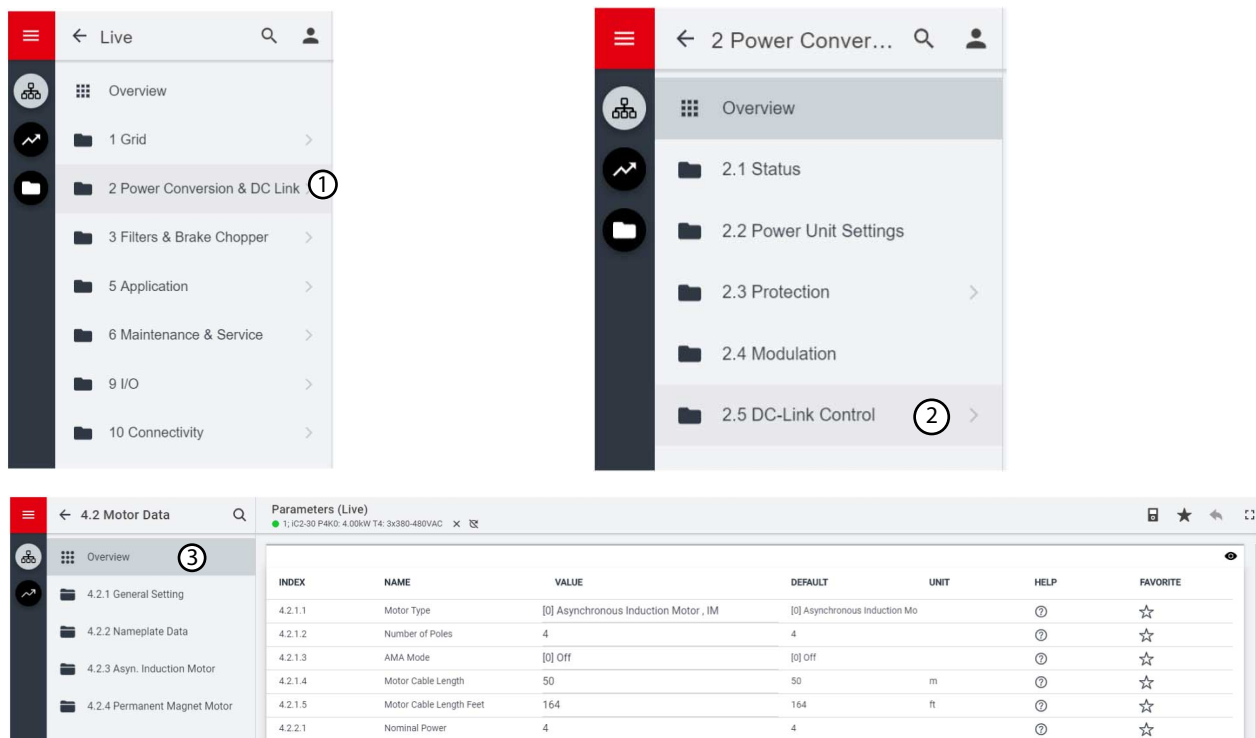 Live
Overview
1 Grid
2 Power Conversion & DC Link 1
3 Filters & Brake Chopper
5 Application
6 Maintenance & Service
9 I/O
10 Connectivity
2 Power Conver...
Overview
2.1 Status
2.2 Power Unit Settings
2.3 Protection
2.4 Modulation
2.5 DC-Link Control 2
4.2 Motor Data
Overview 3
4.2.1 General Setting
4.2.2 Nameplate Data
4.2.3 Asyn. Induction Motor
4.2.4 Permanent Magnet Motor
Parameters (Live)
1; iC2-30 P4K0: 4.00kW T4: 3x380-480VAC
INDEX NAME VALUE DEFAULT UNIT HELP FAVORITE
4.2.1.1 Motor Type [0] Asynchronous Induction Motor , IM [0] Asynchronous Induction Mo
4.2.1.2 Number of Poles 4 4
4.2.1.3 AMA Mode [0] Off [0] Off
4.2.1.4 Motor Cable Length 50 50 m
4.2.1.5 Motor Cable Length Feet 164 164 ft
4.2.2.1 Nominal Power 4 4